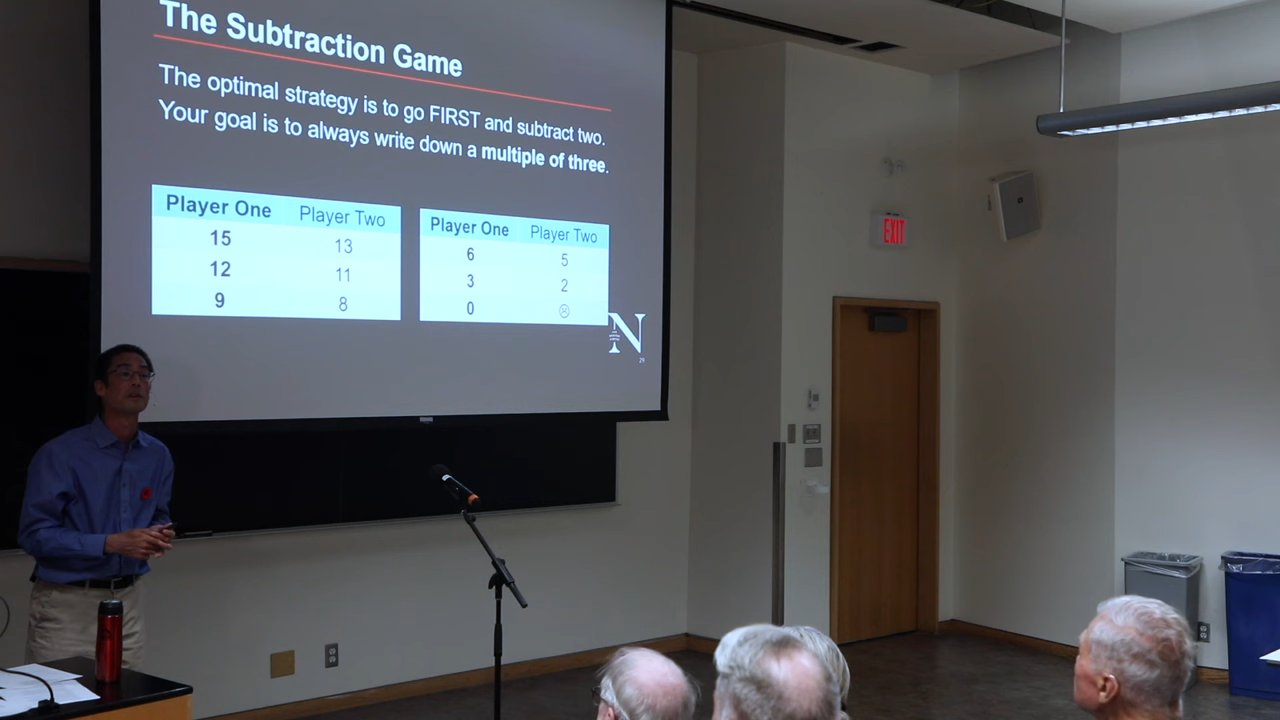 The Subtraction Game
The optimal strategy is to go FIRST and subtract two.
Your goal is to always write down a multiple of three.
Player One Player Two
15 13
12 11
9 8
Player One Player Two
6 5
3 2
0 ☹
N
29
EXIT